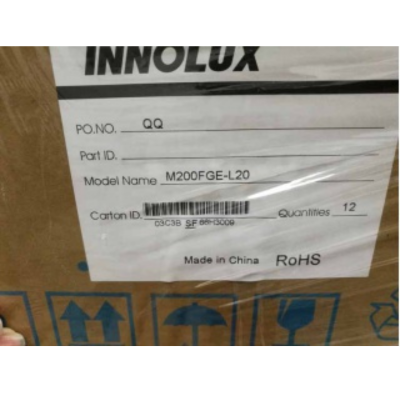 INNOLUX
PO.NO. QQ
Part ID.
Model Name M200FGE-L20
Carton ID. Quantities 12
Made in China RoHS